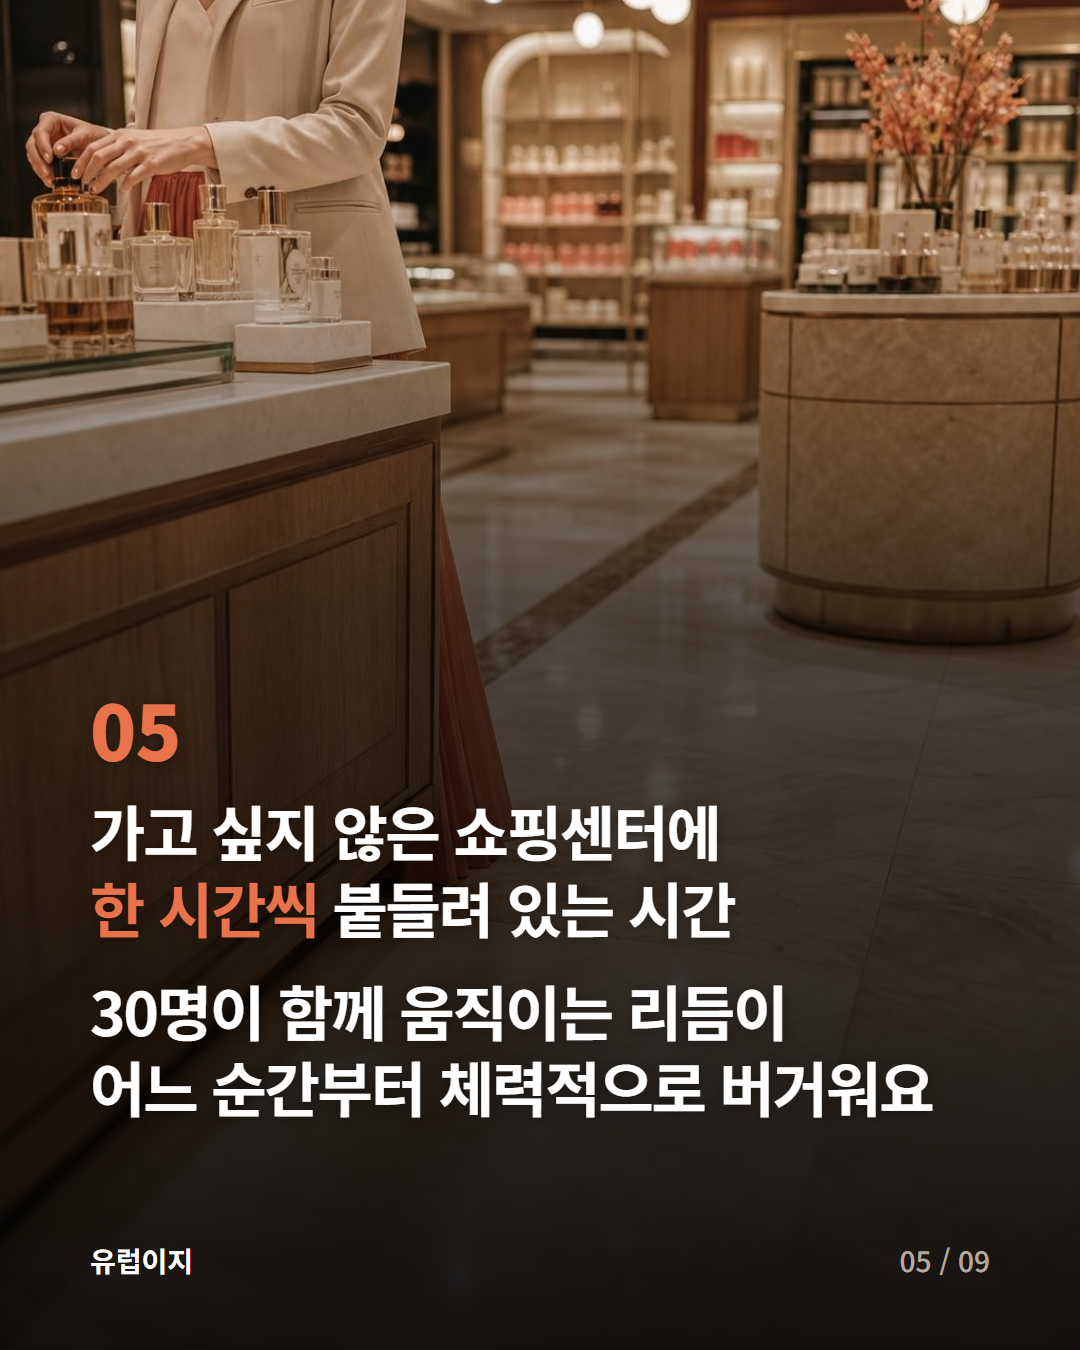 05
가고 싶지 않은 쇼핑센터에
한 시간씩 붙들려 있는 시간
30명이 함께 움직이는 리듬이
어느 순간부터 체력적으로 버거워요
유럽이지
05 / 09